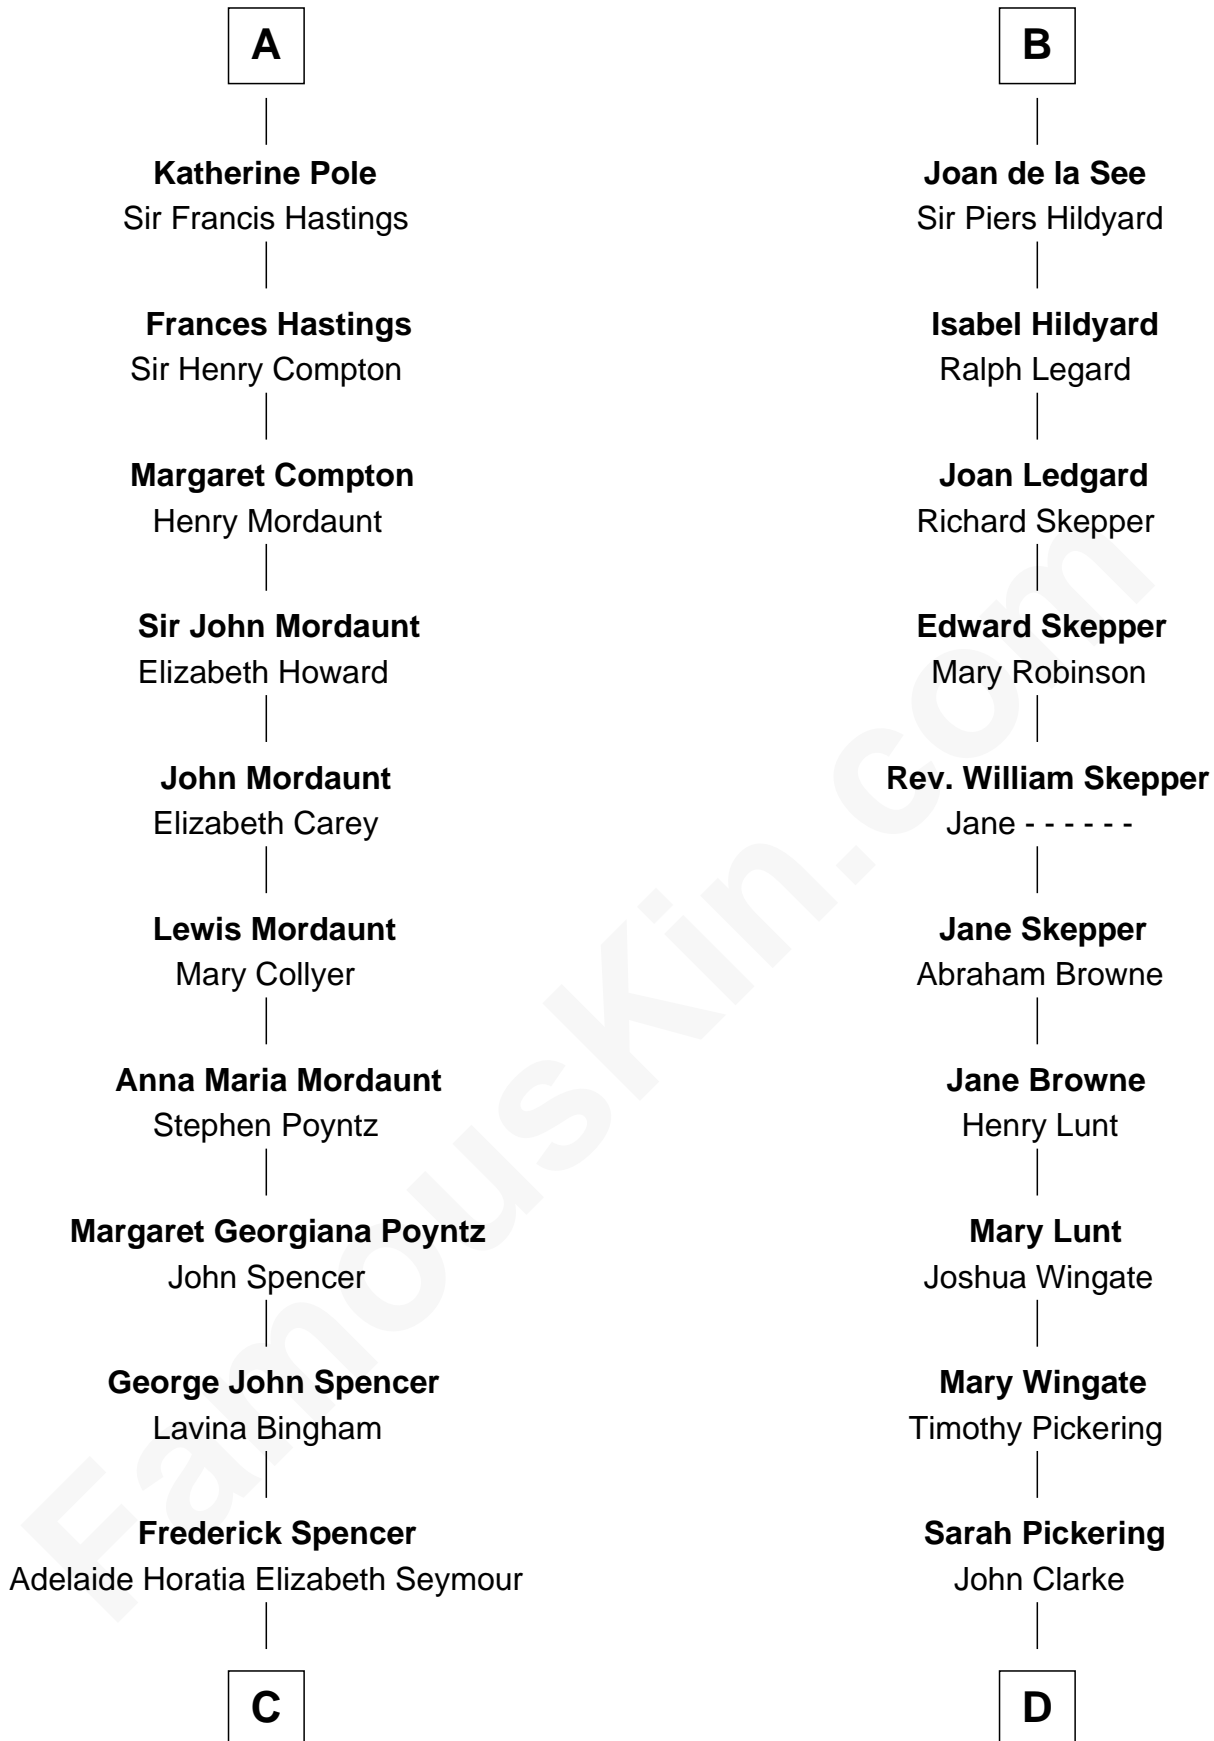 A
Katherine Pole
Sir Francis Hastings
Frances Hastings
Sir Henry Compton
Margaret Compton
Henry Mordaunt
Sir John Mordaunt
Elizabeth Howard
John Mordaunt
Elizabeth Carey
Lewis Mordaunt
Mary Collyer
Anna Maria Mordaunt
Stephen Poyntz
Margaret Georgiana Poyntz
John Spencer
George John Spencer
Lavina Bingham
Frederick Spencer
Adelaide Horatia Elizabeth Seymour
C
B
Joan de la See
Sir Piers Hildyard
Isabel Hildyard
Ralph Legard
Joan Ledgard
Richard Skepper
Edward Skepper
Mary Robinson
Rev. William Skepper
Jane - - - - - -
Jane Skepper
Abraham Browne
Jane Browne
Henry Lunt
Mary Lunt
Joshua Wingate
Mary Wingate
Timothy Pickering
Sarah Pickering
John Clarke
D
FamousKin.com